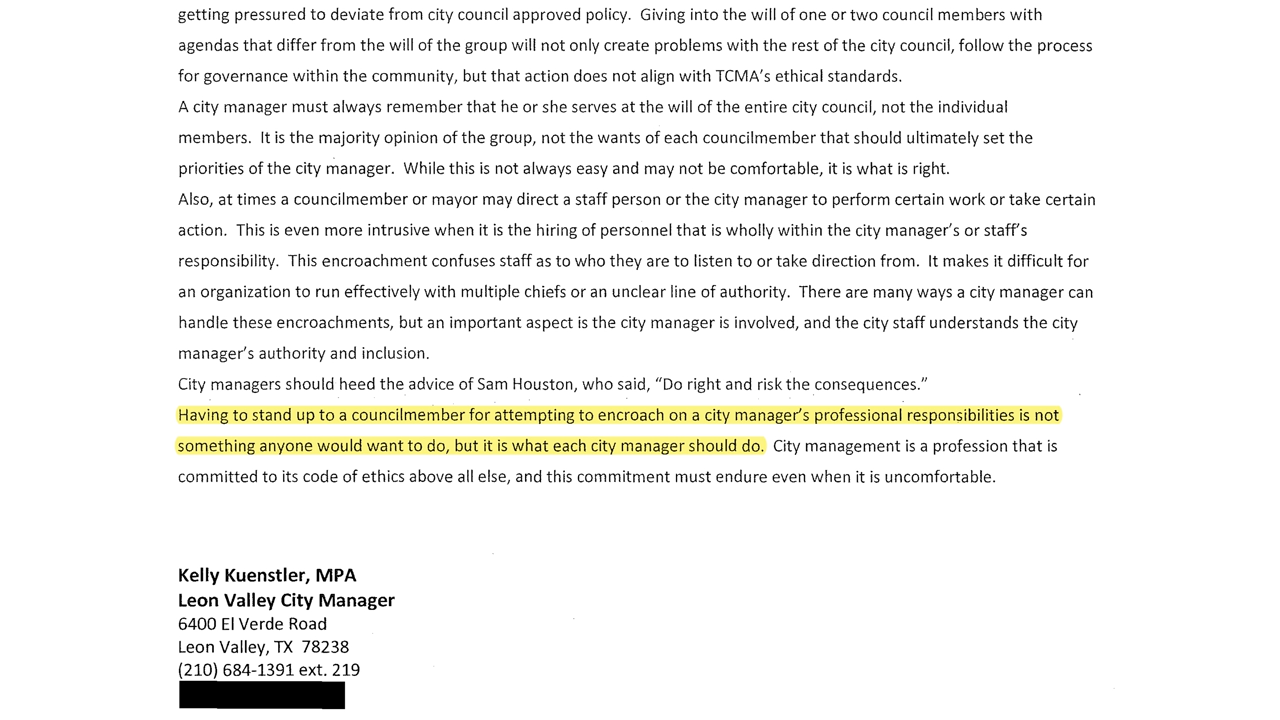 getting pressured to deviate from city council approved policy.  Giving into the will of one or two council members with
agendas that differ from the will of the group will not only create problems with the rest of the city council, follow the process
for governance within the community, but that action does not align with TCMA's ethical standards.
A city manager must always remember that he or she serves at the will of the entire city council, not the individual
members.  It is the majority opinion of the group, not the wants of each councilmember that should ultimately set the
priorities of the city manager.  While this is not always easy and may not be comfortable, it is what is right.
Also, at times a councilmember or mayor may direct a staff person or the city manager to perform certain work or take certain
action.  This is even more intrusive when it is the hiring of personnel that is wholly within the city manager's or staff's
responsibility.  This encroachment confuses staff as to who they are to listen to or take direction from.  It makes it difficult for
an organization to run effectively with multiple chiefs or an unclear line of authority.  There are many ways a city manager can
handle these encroachments, but an important aspect is the city manager is involved, and the city staff understands the city
manager's authority and inclusion.
City managers should heed the advice of Sam Houston, who said, "Do right and risk the consequences."
Having to stand up to a councilmember for attempting to encroach on a city manager's professional responsibilities is not
something anyone would want to do, but it is what each city manager should do.  City management is a profession that is
committed to its code of ethics above all else, and this commitment must endure even when it is uncomfortable.
Kelly Kuenstler, MPA
Leon Valley City Manager
6400 El Verde Road
Leon Valley, TX  78238
(210) 684-1391 ext. 219